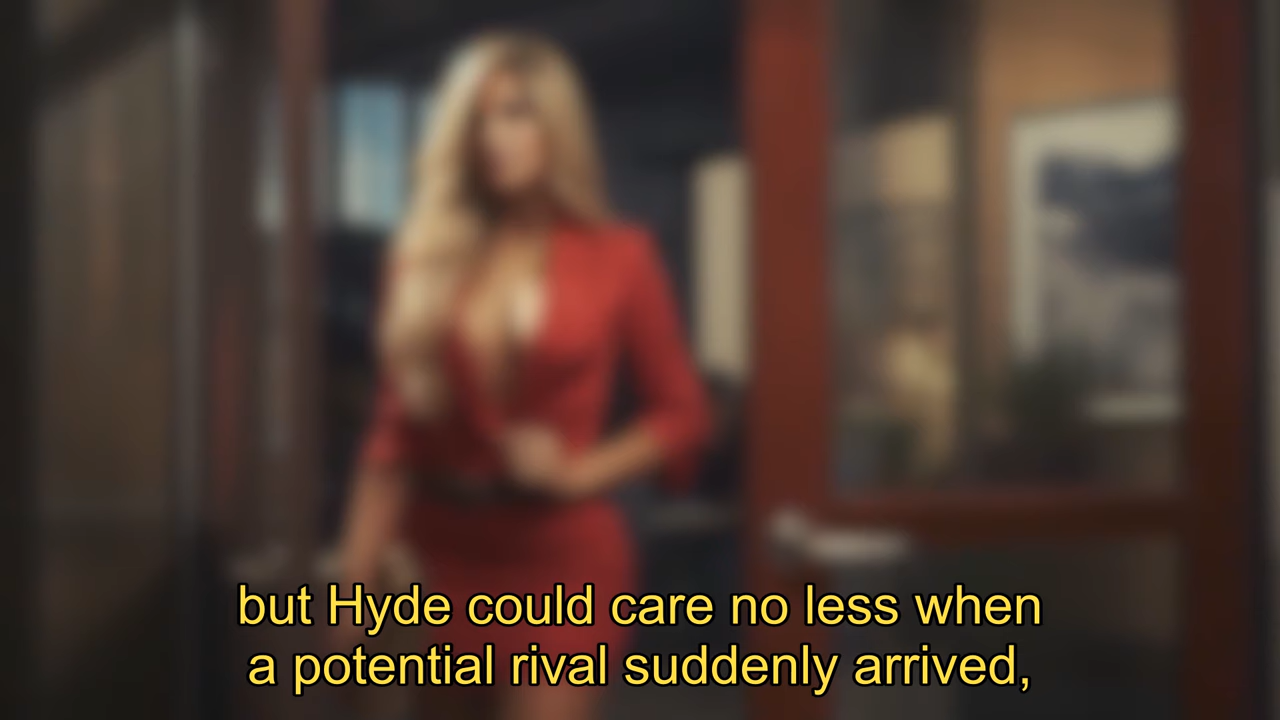 but Hyde could care no less when
a potential rival suddenly arrived,